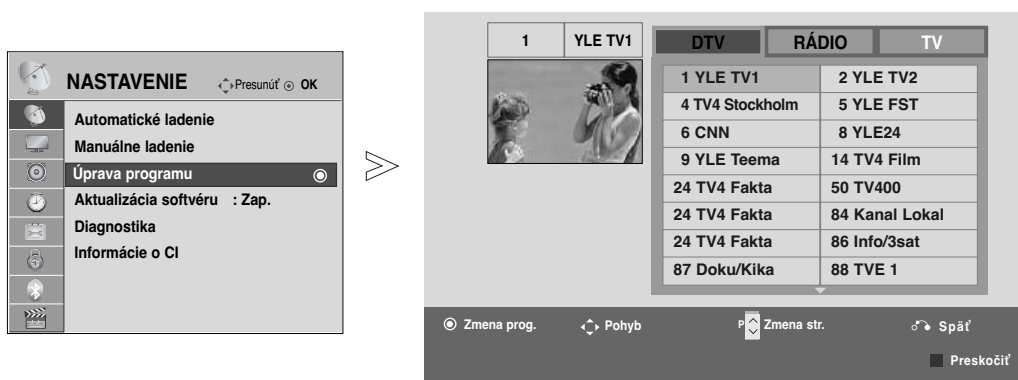 NASTAVENIE Presunúť OK
Automatické ladenie
Manuálne ladenie
Úprava programu
Aktualizácia softvéru : Zap.
Diagnostika
Informácie o CI
1 YLE TV1
DTV RÁDIO TV
1 YLE TV1 2 YLE TV2
4 TV4 Stockholm 5 YLE FST
6 CNN 8 YLE24
9 YLE Teema 14 TV4 Film
24 TV4 Fakta 50 TV400
24 TV4 Fakta 84 Kanal Lokal
24 TV4 Fakta 86 Info/3sat
87 Doku/Kika 88 TVE 1
Zmena prog. Pohyb P Zmena str. Späť
Preskočiť